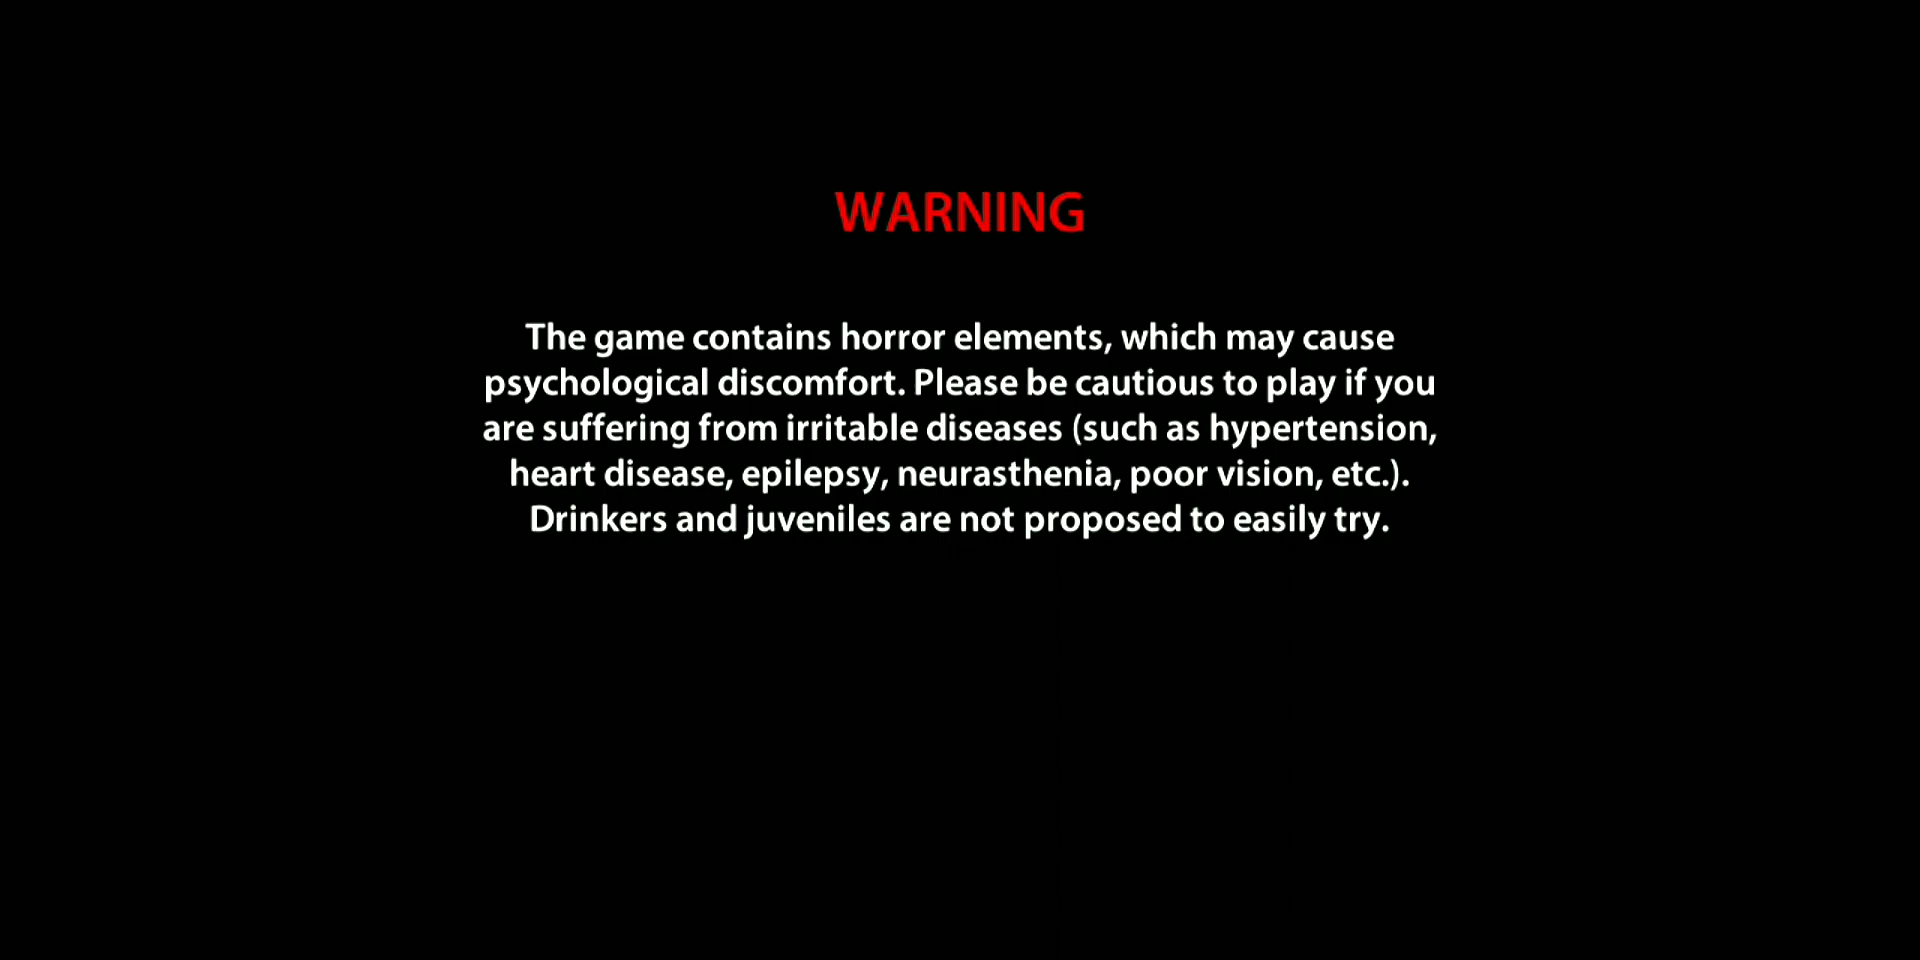 WARNING
The game contains horror elements, which may cause
psychological discomfort. Please be cautious to play if you
are suffering from irritable diseases (such as hypertension,
heart disease, epilepsy, neurasthenia, poor vision, etc.).
Drinkers and juveniles are not proposed to easily try.